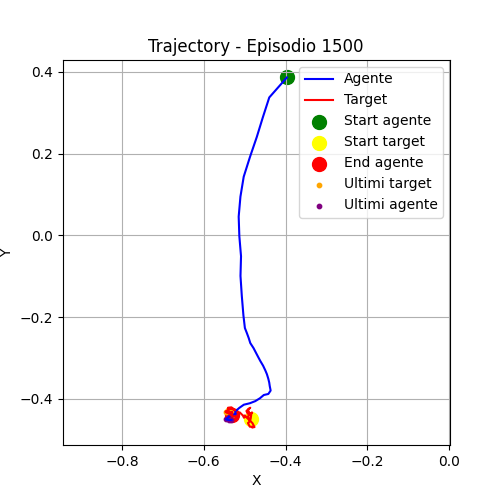 Trajectory - Episodio 1500
Agente
Target
Start agente
Start target
End agente
Ultimi target
Ultimi agente
0.4
0.2
0.0
−0.2
−0.4
Y
−0.8
−0.6
−0.4
−0.2
0.0
X